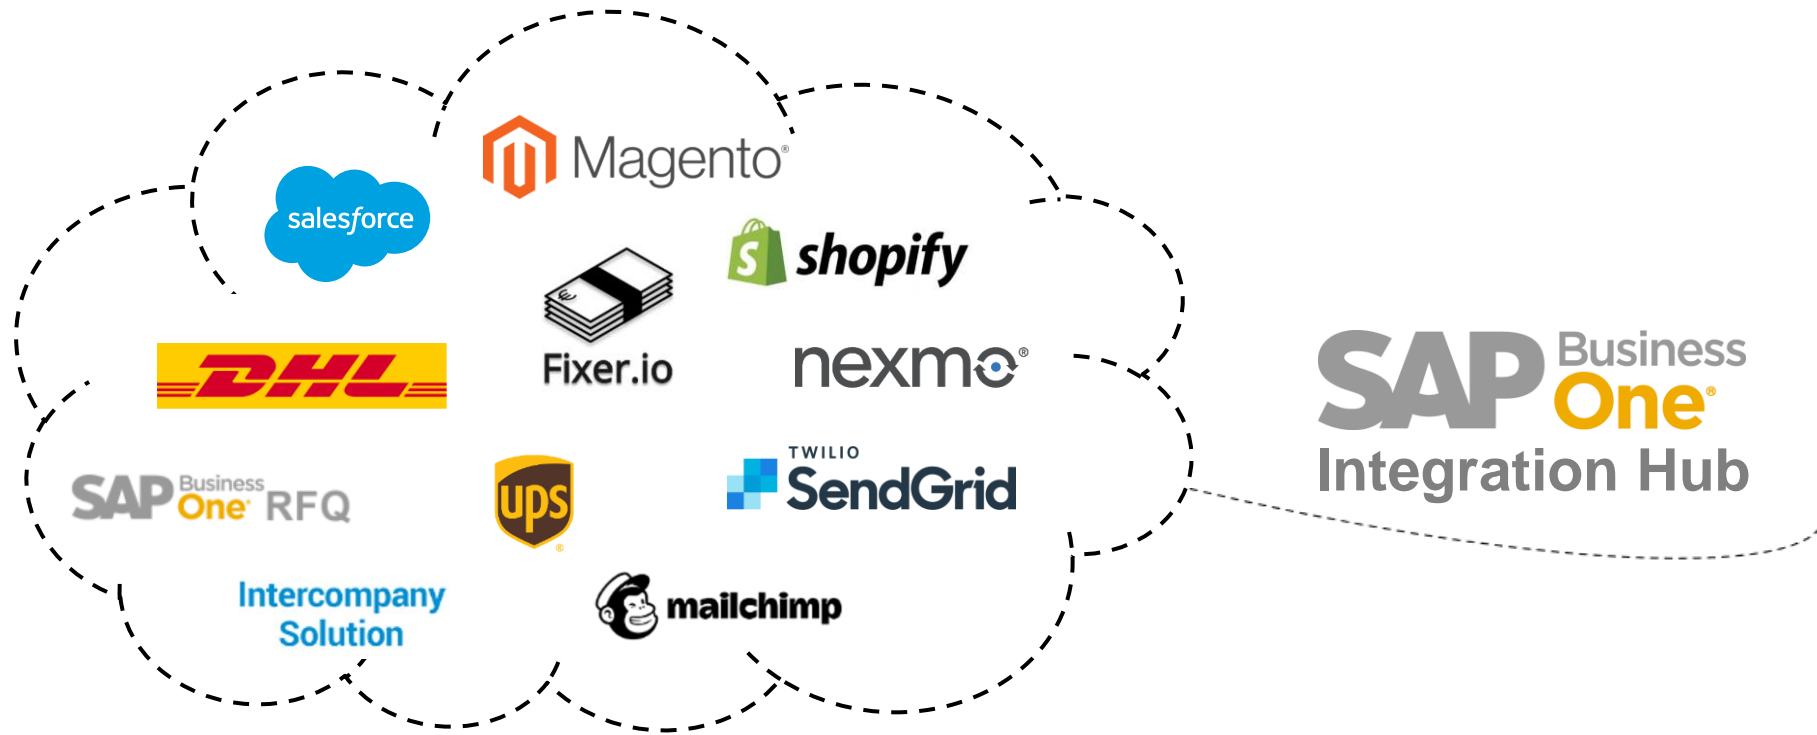 Magento®
salesforce
shopify
Fixer.io
DHL
nexmo®
SAP Business One® RFQ
ups®
TWILIO
SendGrid
Intercompany
Solution
mailchimp
SAP Business One®
Integration Hub